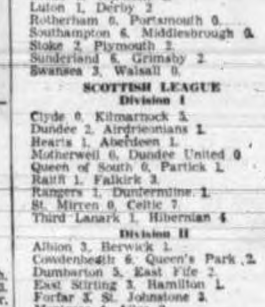 Luton 1, Derby 2
Rotherham 6, Portsmouth 0
Southampton 6, Middlesbrough 0.
Stoke 2, Plymouth 2.
Sunderland 6, Grimsby 2.
Swansea 3, Walsall 0.
SCOTTISH LEAGUE
Division I
Clyde 0, Kilmarnock 5.
Dundee 2, Airdrieonians 1.
Hearts 1, Aberdeen 1.
Motherwell 6, Dundee United 0
Queen of South 0, Partick 1.
Raith 1, Falkirk 3.
Rangers 1, Dunfermline 1.
St. Mirren 0, Celtic 7.
Third Lanark 1, Hibernian 4
Division II
Albion 3, Berwick 1.
Cowdenbeath 6, Queen's Park 2.
Dumbarton 5, East Fife 2.
East Stirling 3, Hamilton 1.
Forfar 3, St. Johnstone